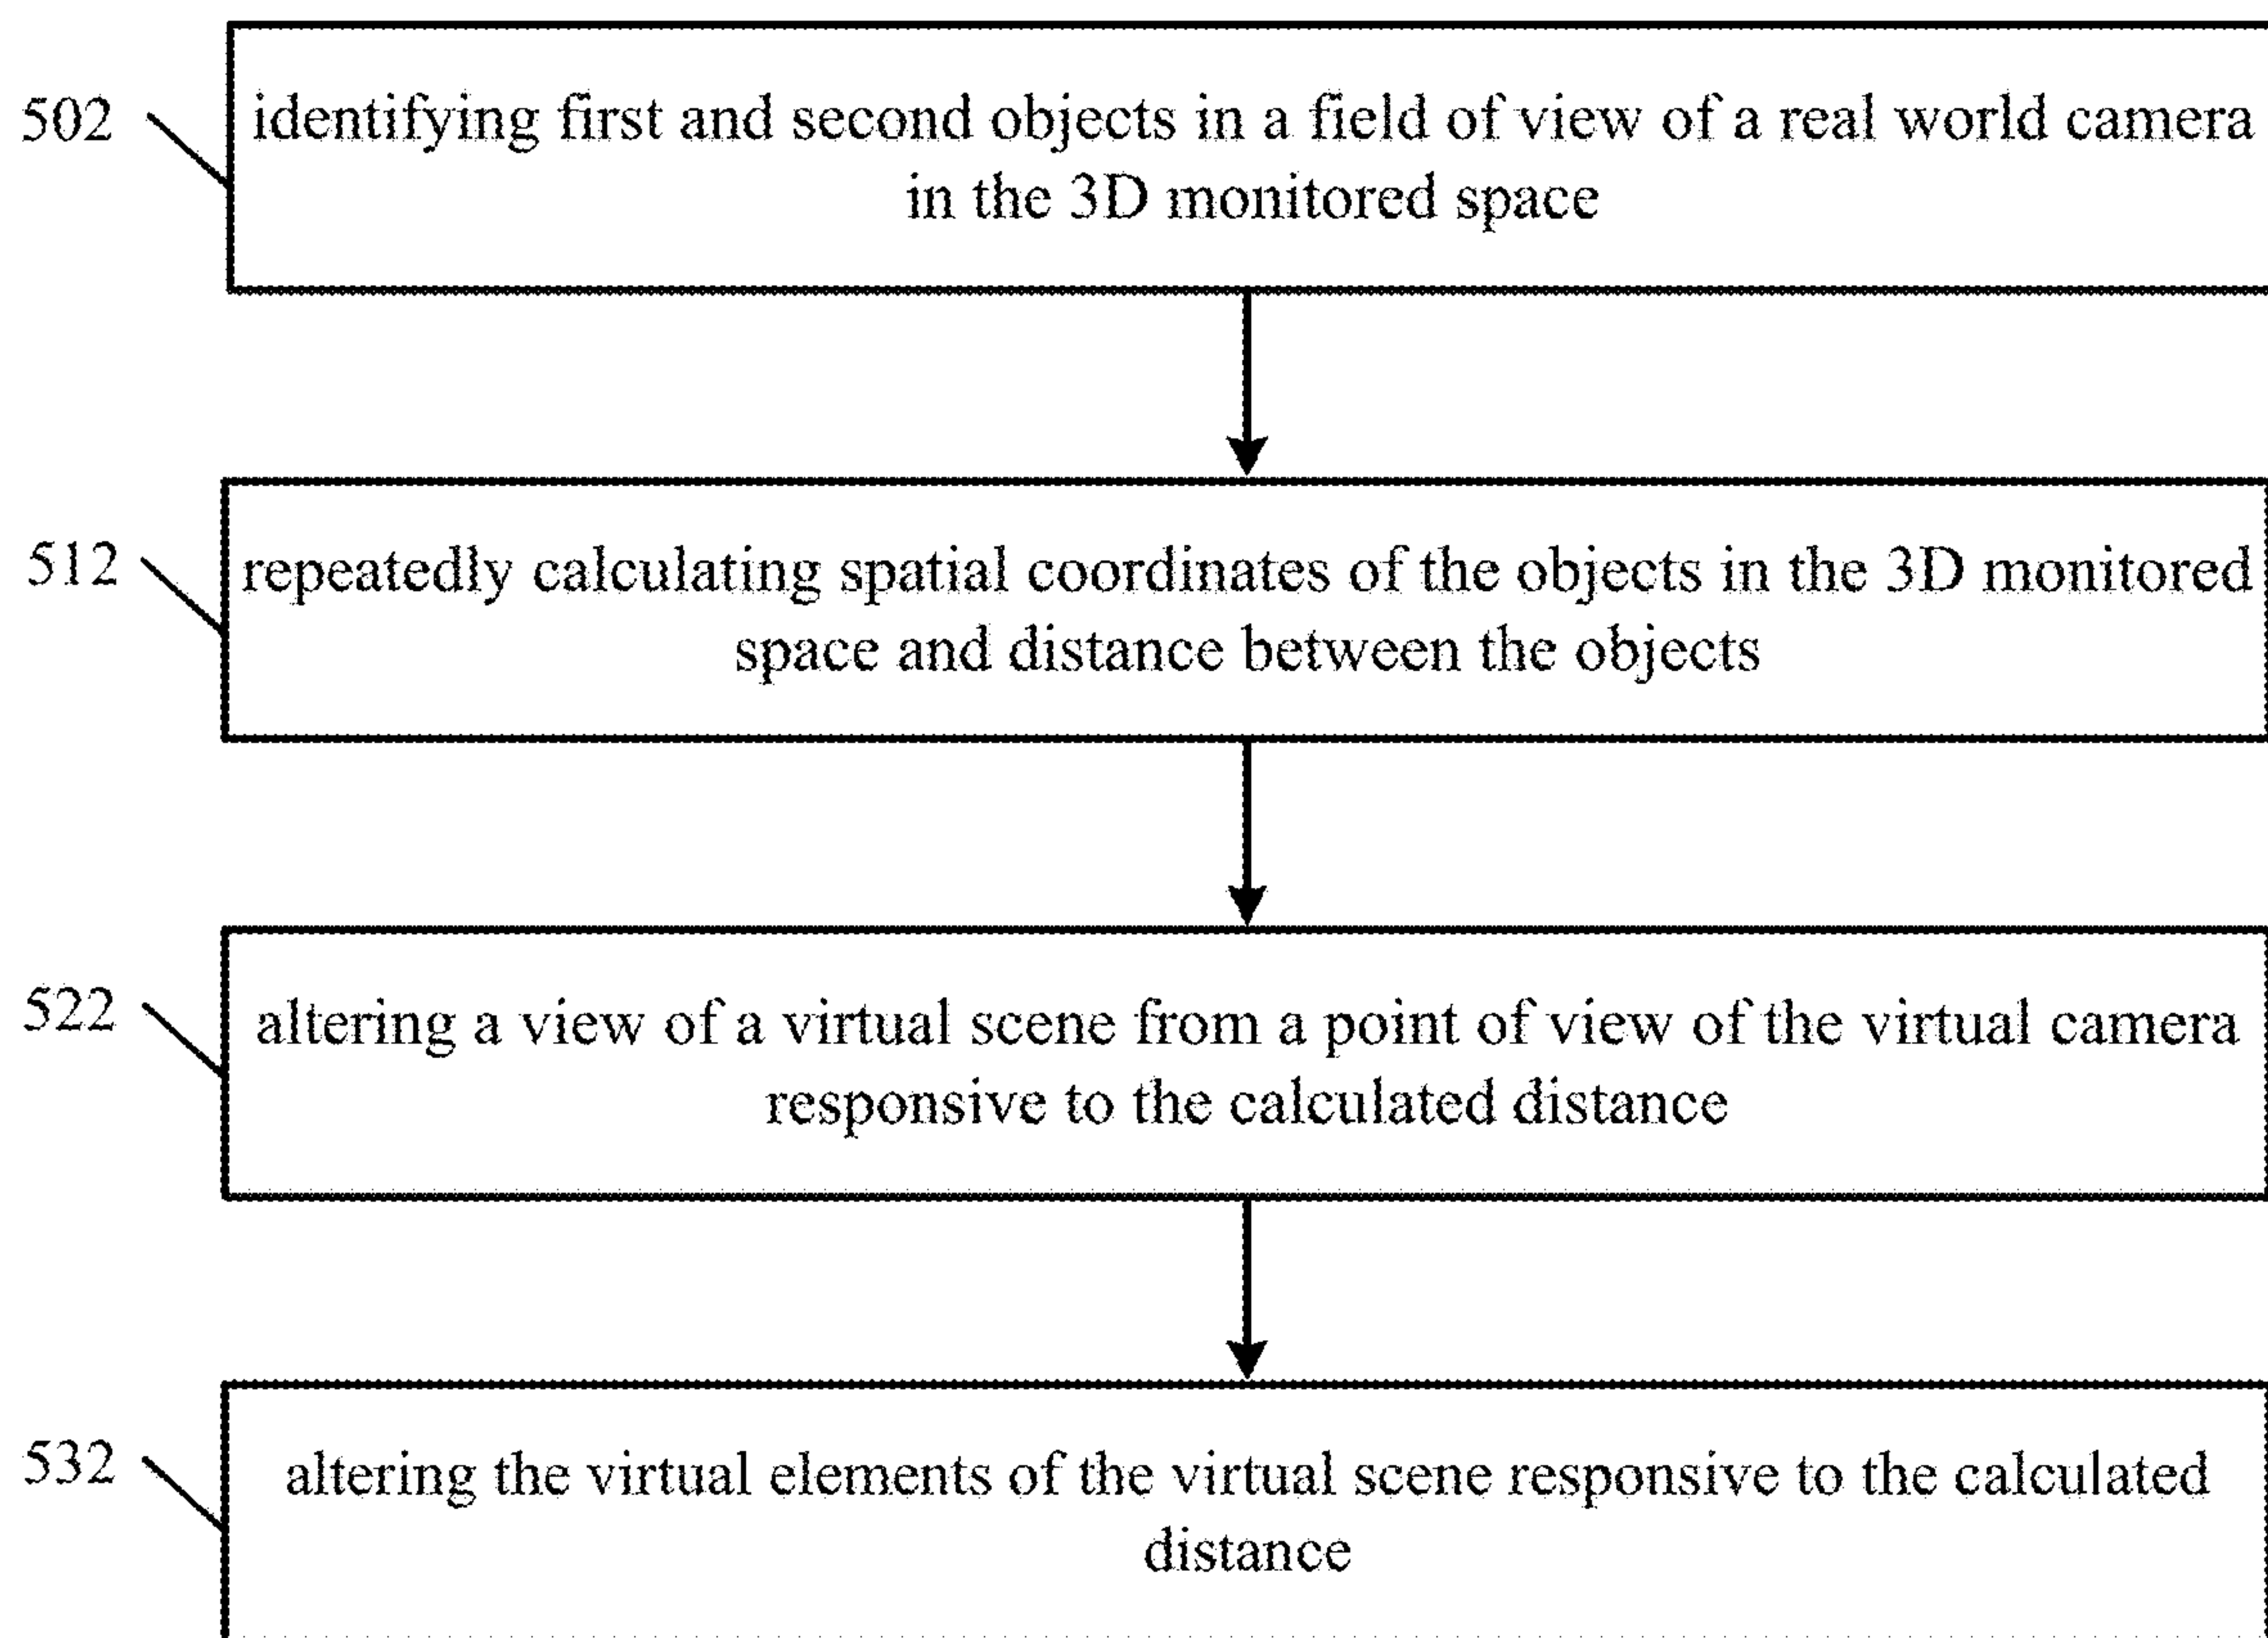 502
identifying first and second objects in a field of view of a real world camera
in the 3D monitored space
512
repeatedly calculating spatial coordinates of the objects in the 3D monitored
space and distance between the objects
522
altering a view of a virtual scene from a point of view of the virtual camera
responsive to the calculated distance
532
altering the virtual elements of the virtual scene responsive to the calculated
distance